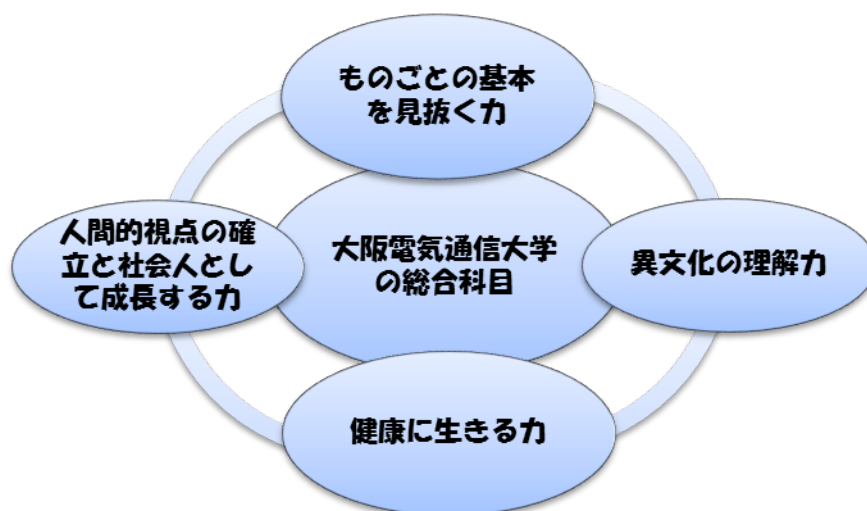 ものごとの基本
を見抜く力
人間的視点の確
立と社会人とし
て成長する力
大阪電気通信大学
の総合科目
異文化の理解力
健康に生きる力